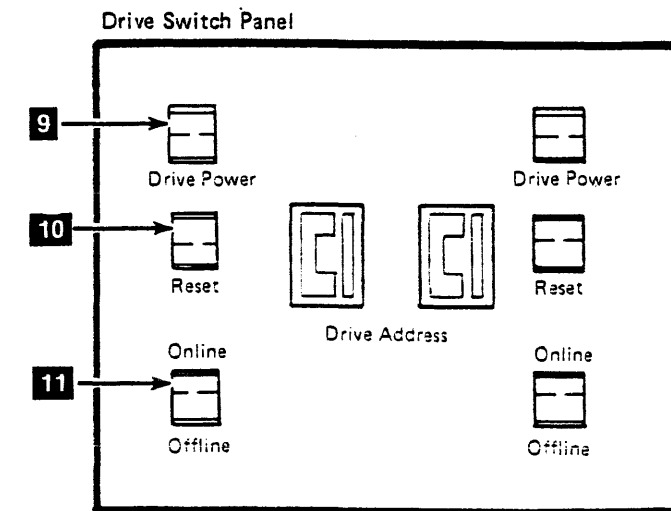 Drive Switch Panel
9
Drive Power
Drive Power
10
Reset
Reset
Drive Address
Online
Online
11
Offline
Offline